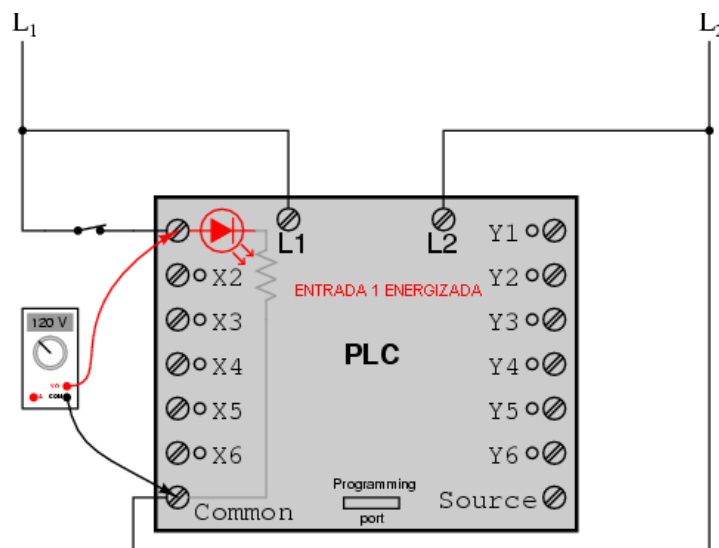 L1
L2
L1
L2
Y1
X2
Y2
ENTRADA 1 ENERGIZADA
120 V
X3
Y3
PLC
X4
Y4
VΩ
A
COM
X5
Y5
X6
Y6
Programming
port
Common
Source